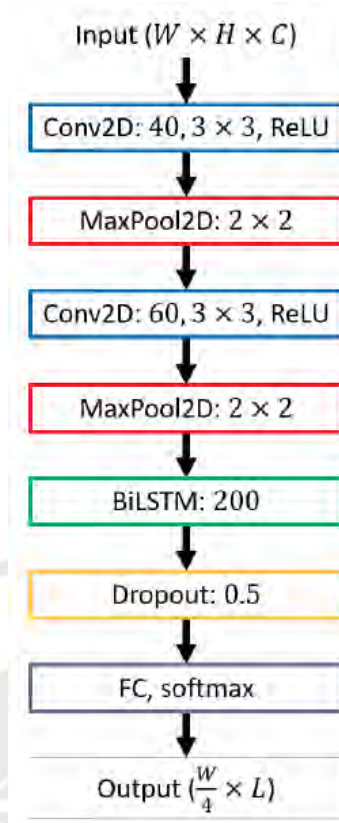 Input (W × H × C)
Conv2D: 40, 3 × 3, ReLU
MaxPool2D: 2 × 2
Conv2D: 60, 3 × 3, ReLU
MaxPool2D: 2 × 2
BiLSTM: 200
Dropout: 0.5
FC, softmax
Output (W/4 × L)